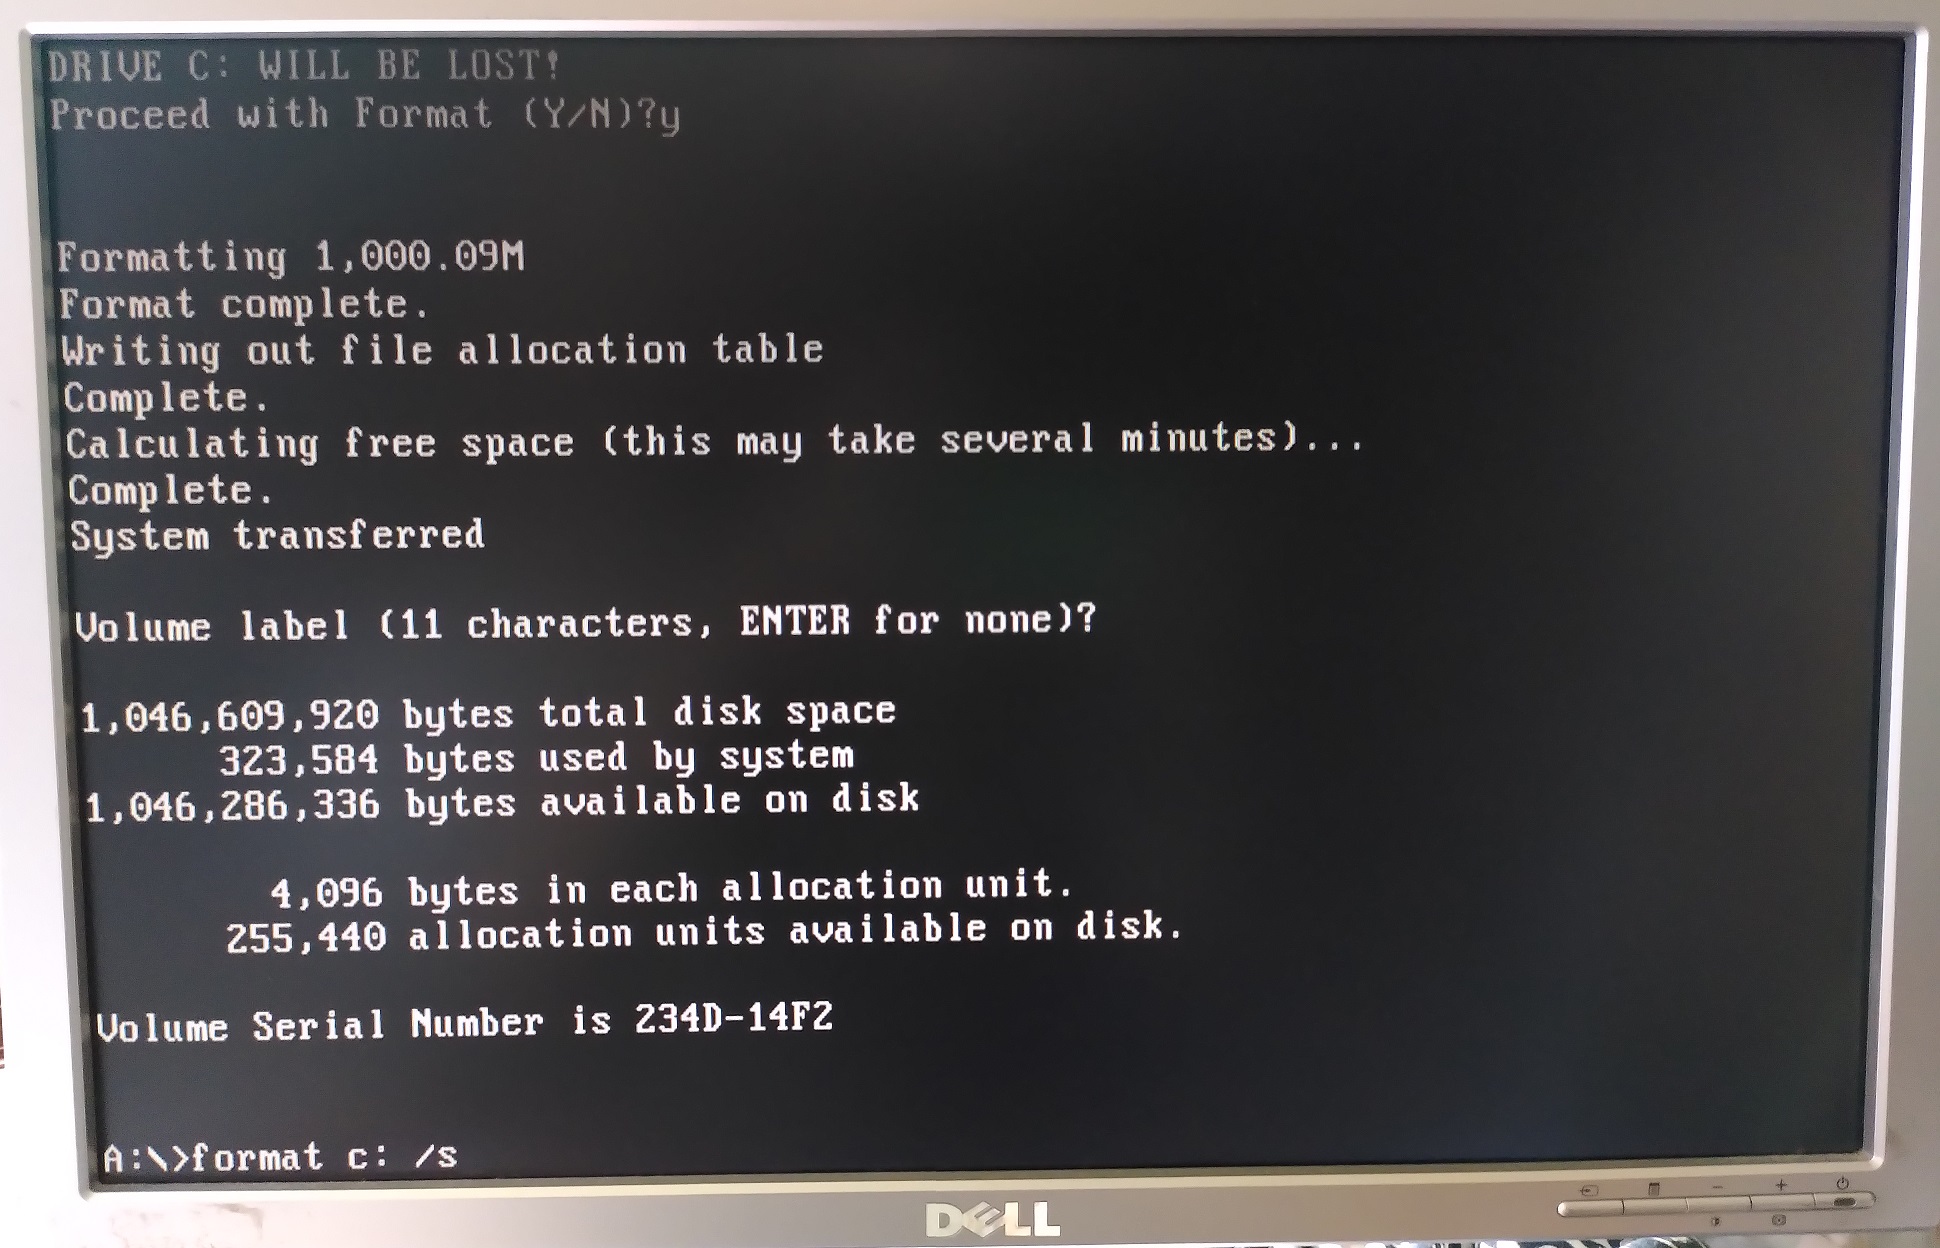 DRIVE C: WILL BE LOST!
Proceed with Format (Y/N)?y
Formatting 1,000.09M
Format complete.
Writing out file allocation table
Complete.
Calculating free space (this may take several minutes)...
Complete.
System transferred
Volume label (11 characters, ENTER for none)?
1,046,609,920 bytes total disk space
323,584 bytes used by system
1,046,286,336 bytes available on disk
4,096 bytes in each allocation unit.
255,440 allocation units available on disk.
Volume Serial Number is 234D-14F2
A:\>format c: /s
DELL